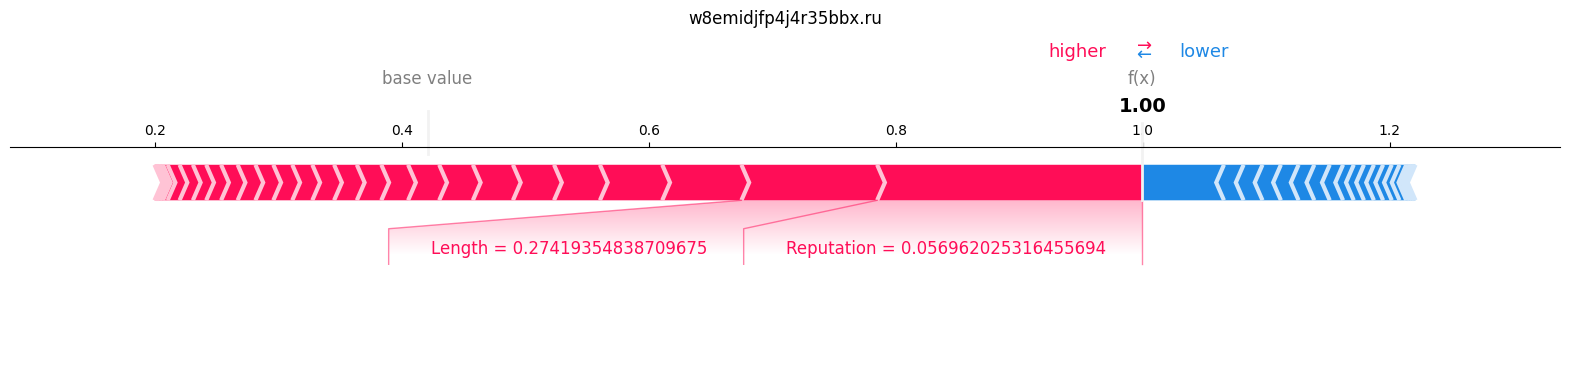 w8emidjfp4j4r35bbx.ru
higher ⇄ lower
base value f(x)
1.00
0.2 0.4 0.6 0.8 1.0 1.2
Length = 0.27419354838709675 Reputation = 0.056962025316455694